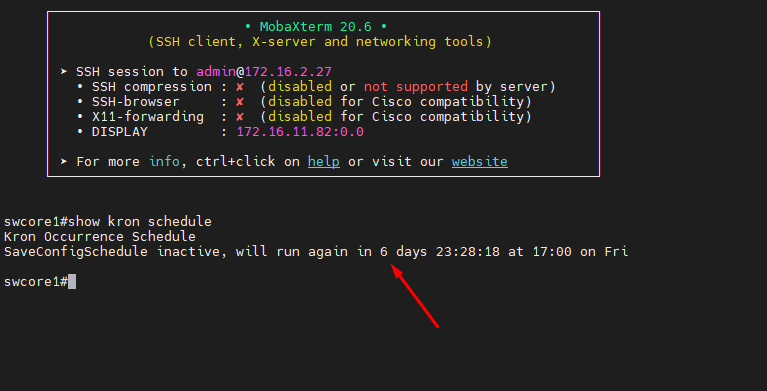 • MobaXterm 20.6 •
(SSH client, X-server and networking tools)
➤ SSH session to admin@172.16.2.27
• SSH compression : ✘ (disabled or not supported by server)
• SSH-browser : ✘ (disabled for Cisco compatibility)
• X11-forwarding : ✘ (disabled for Cisco compatibility)
• DISPLAY : 172.16.11.82:0.0
➤ For more info, ctrl+click on help or visit our website
swcore1#show kron schedule
Kron Occurrence Schedule
SaveConfigSchedule inactive, will run again in 6 days 23:28:18 at 17:00 on Fri
swcore1#